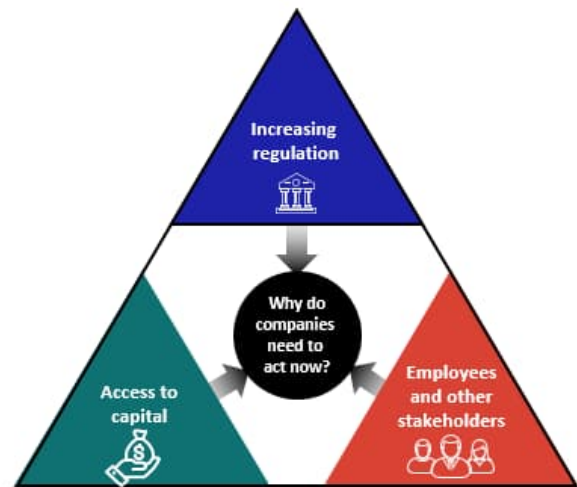 Increasing
regulation
Why do
companies
need to
act now?
Access to
capital
$
Employees
and other
stakeholders